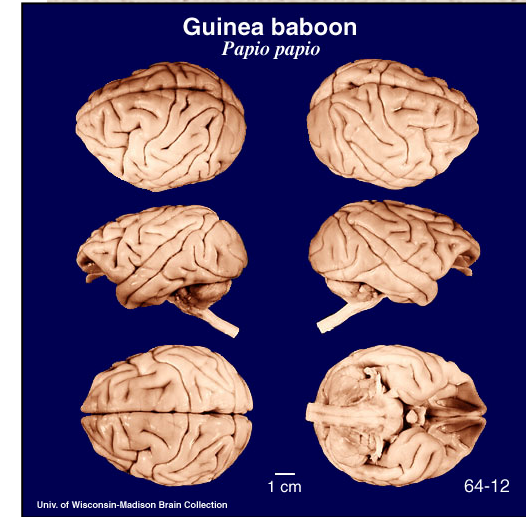 Guinea baboon
Papio papio
1 cm
64-12
Univ. of Wisconsin-Madison Brain Collection